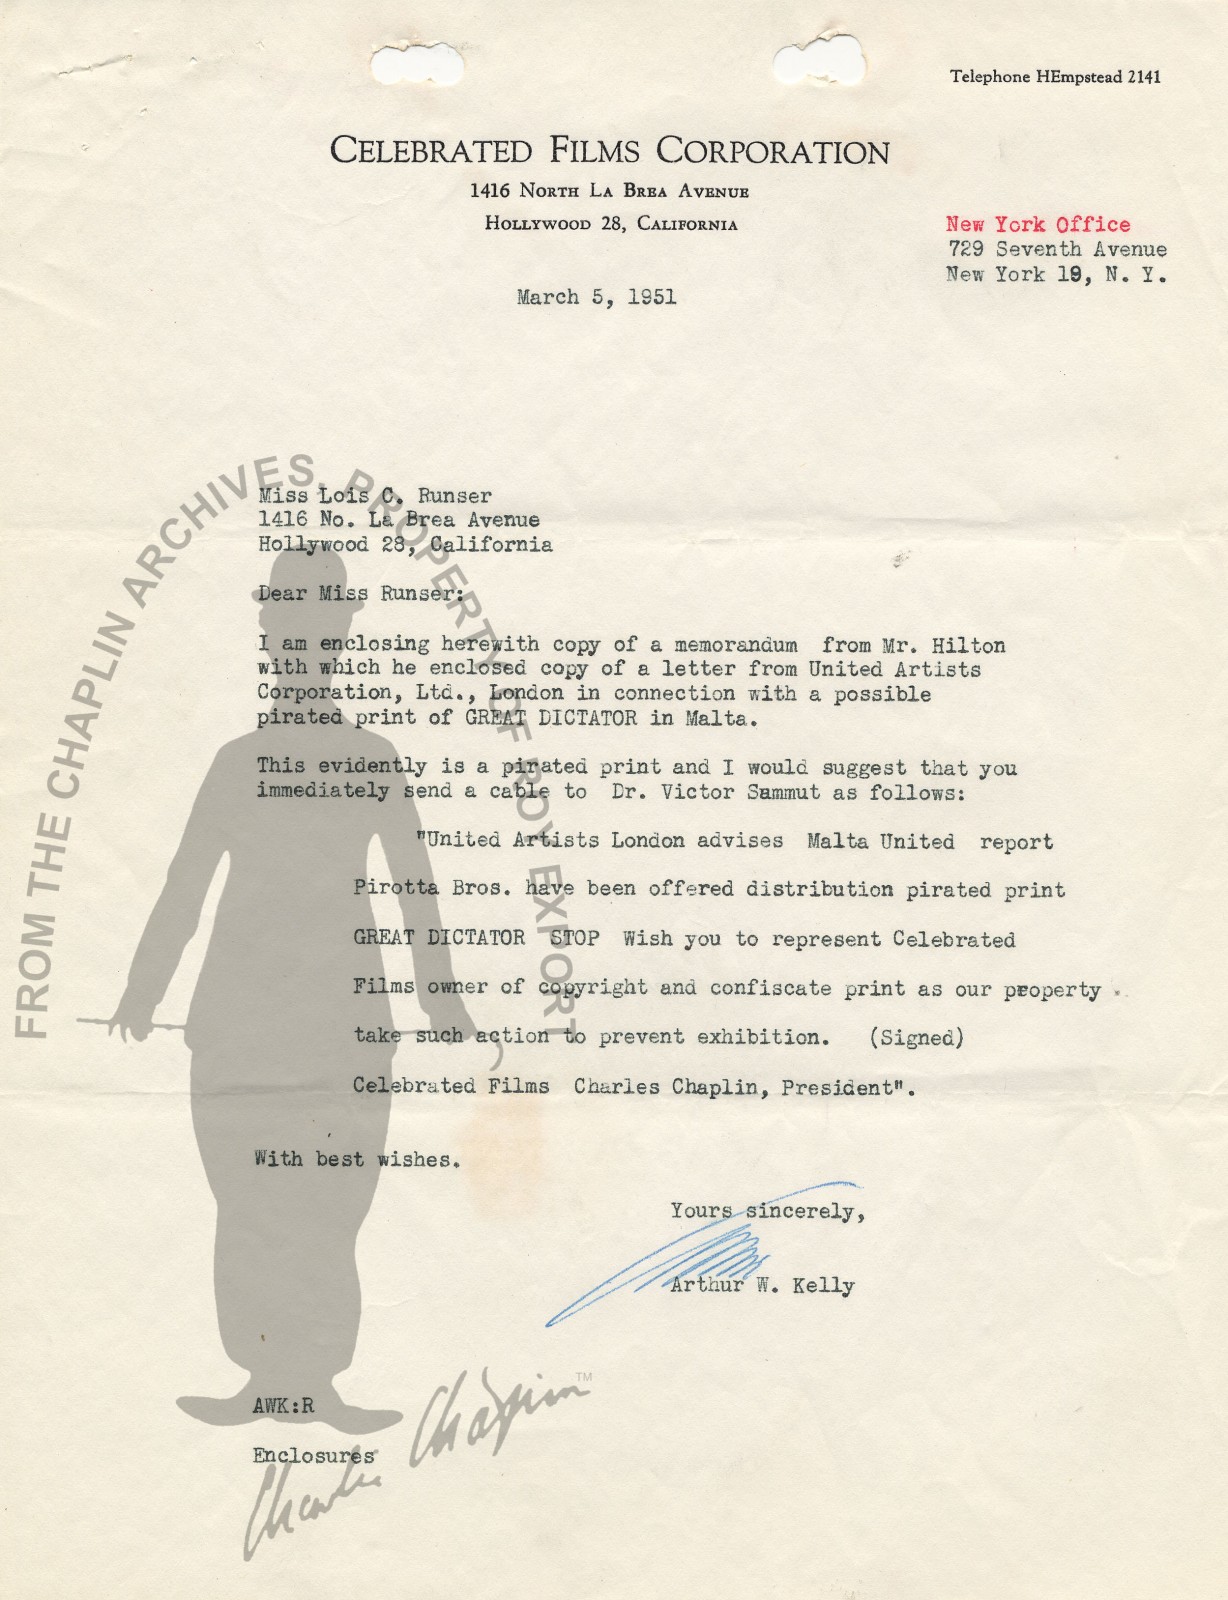 Telephone HEmpstead 2141
CELEBRATED FILMS CORPORATION
1416 NORTH LA BREA AVENUE
HOLLYWOOD 28, CALIFORNIA
New York Office
729 Seventh Avenue
New York 19, N. Y.
March 5, 1951
Miss Lois C. Runser
1416 No. La Brea Avenue
Hollywood 28, California
Dear Miss Runser:
I am enclosing herewith copy of a memorandum from Mr. Hilton
with which he enclosed copy of a letter from United Artists
Corporation, Ltd., London in connection with a possible
pirated print of GREAT DICTATOR in Malta.
This evidently is a pirated print and I would suggest that you
immediately send a cable to Dr. Victor Sammut as follows:
"United Artists London advises Malta United report
Pirotta Bros. have been offered distribution pirated print
GREAT DICTATOR STOP Wish you to represent Celebrated
Films owner of copyright and confiscate print as our property
take such action to prevent exhibition. (Signed)
Celebrated Films Charles Chaplin, President".
With best wishes.
Yours sincerely,
Arthur W. Kelly
AWK:R
Enclosures
FROM THE CHAPLIN ARCHIVES, PROPERTY OF ROY EXPORT
Charlie Chaplin TM